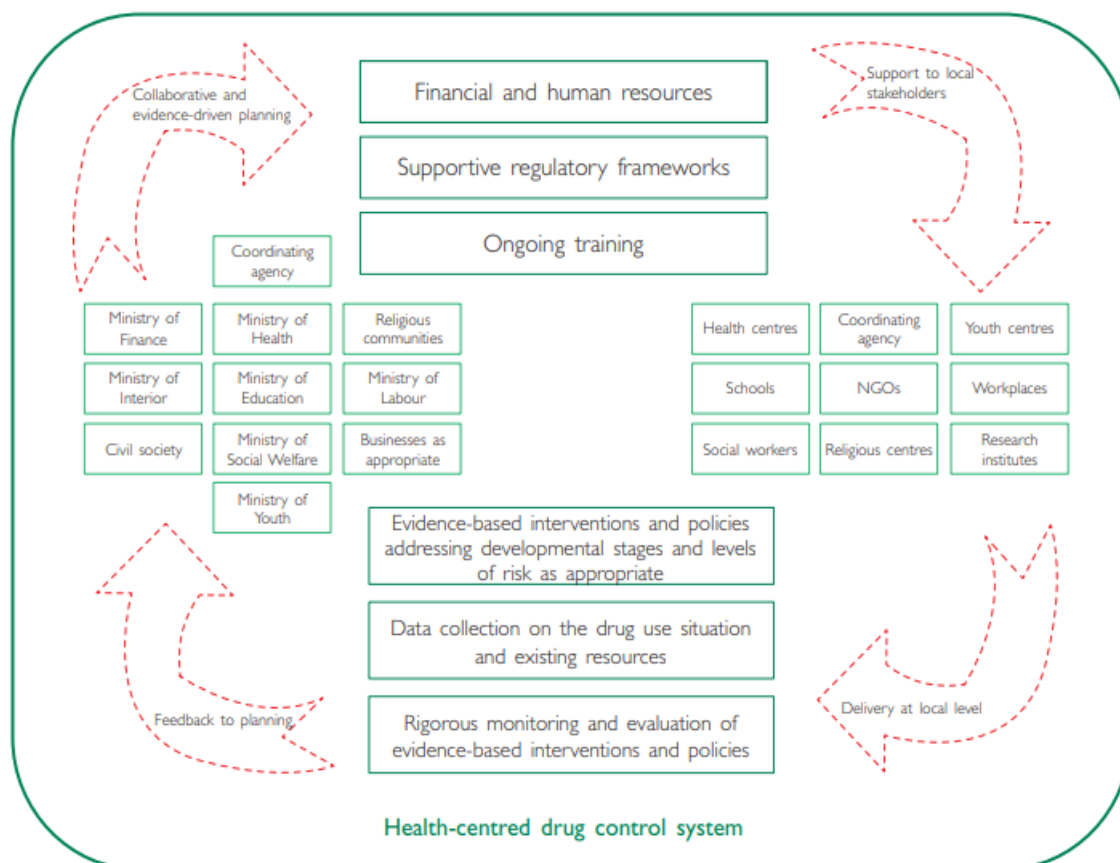 Collaborative and
evidence-driven planning
Financial and human resources
Support to local
stakeholders
Supportive regulatory frameworks
Ongoing training
Coordinating
agency
Ministry of
Finance
Ministry of
Health
Religious
communities
Ministry of
Interior
Ministry of
Education
Ministry of
Labour
Civil society
Ministry of
Social Welfare
Businesses as
appropriate
Ministry of
Youth
Health centres
Coordinating
agency
Youth centres
Schools
NGOs
Workplaces
Social workers
Religious centres
Research
institutes
Evidence-based interventions and policies
addressing developmental stages and levels
of risk as appropriate
Data collection on the drug use situation
and existing resources
Rigorous monitoring and evaluation of
evidence-based interventions and policies
Feedback to planning
Delivery at local level
Health-centred drug control system